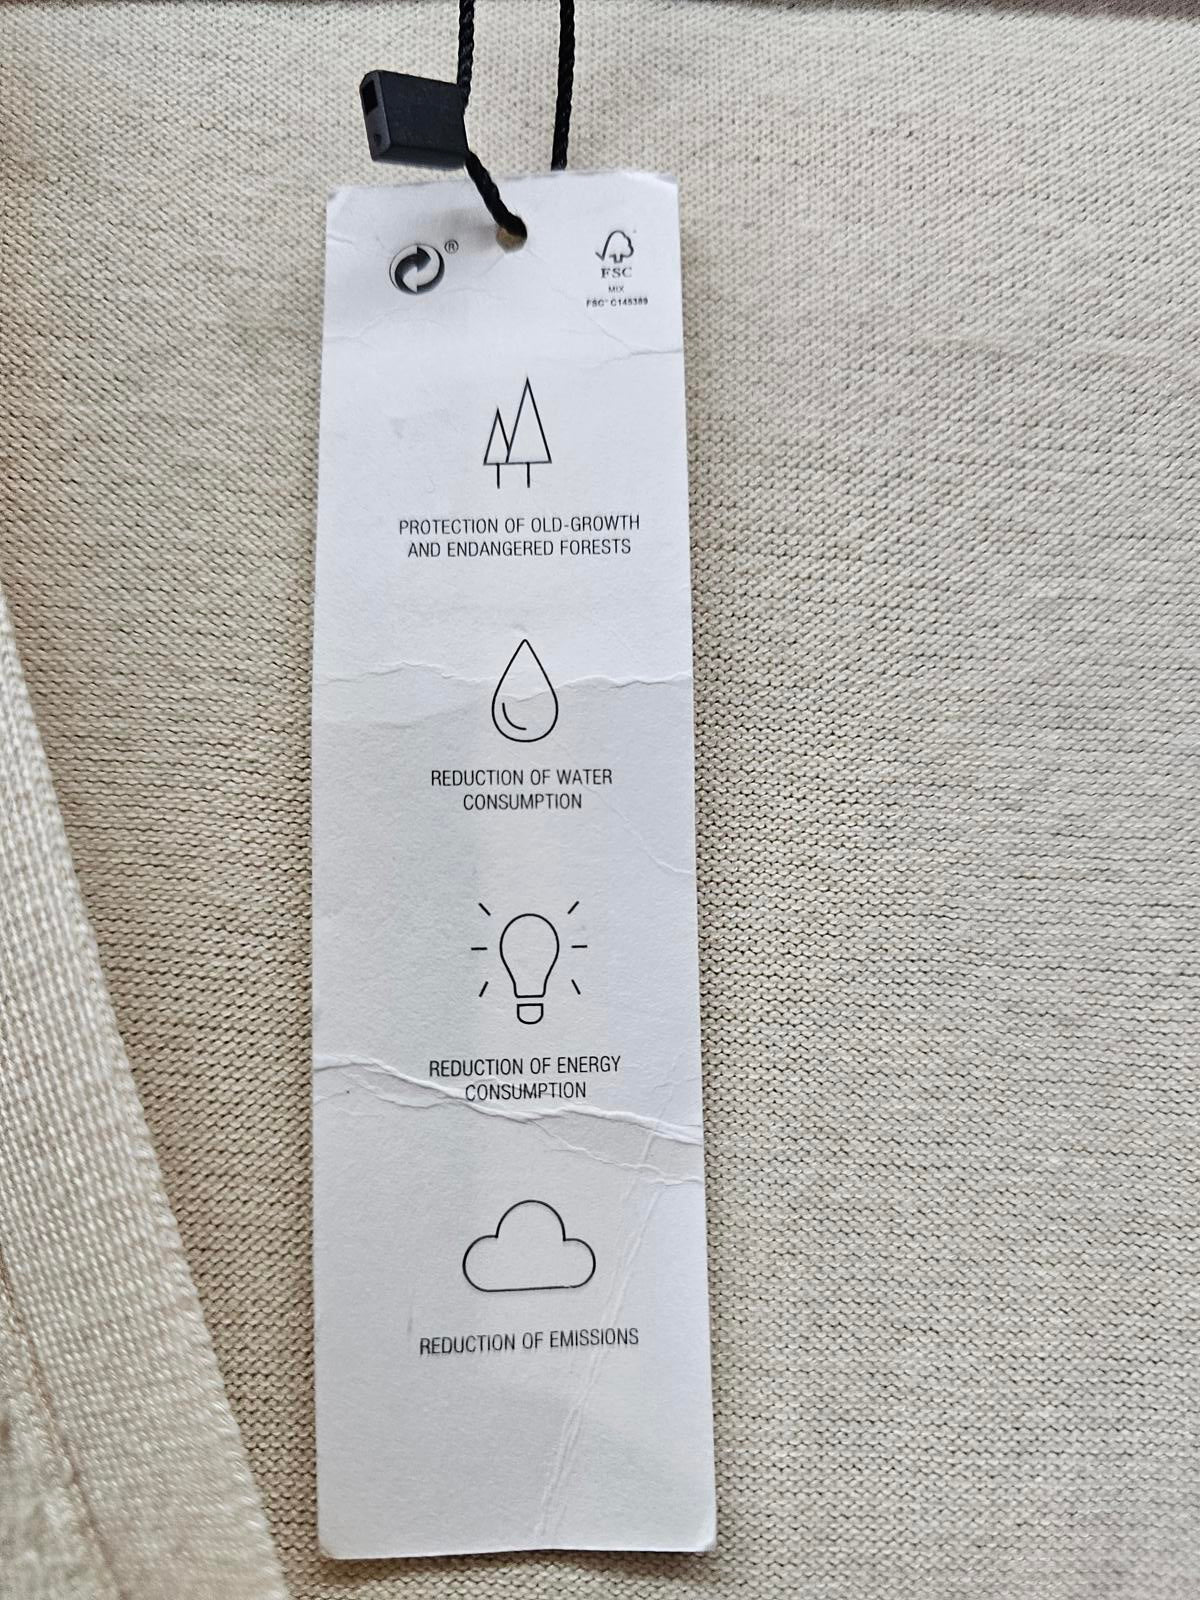 ®
FSC
MIX
FSC™ C145389
PROTECTION OF OLD-GROWTH
AND ENDANGERED FORESTS
REDUCTION OF WATER
CONSUMPTION
REDUCTION OF ENERGY
CONSUMPTION
REDUCTION OF EMISSIONS